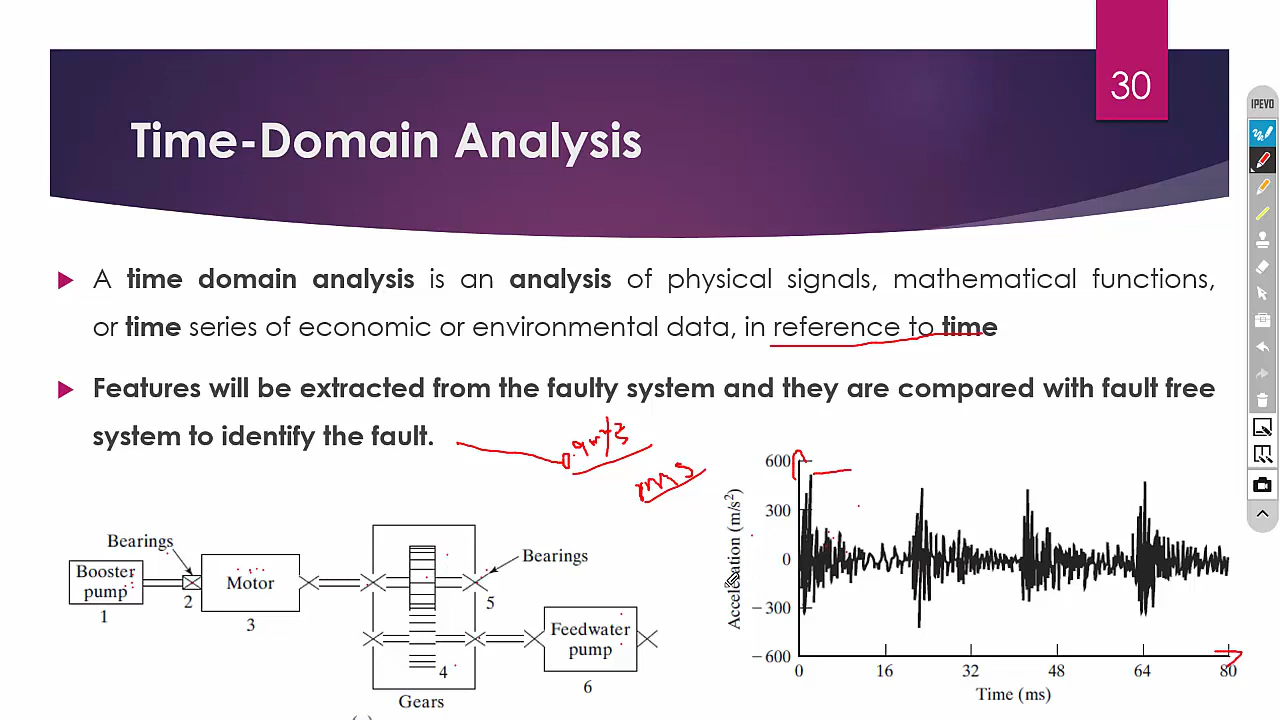 30
IPEVO
Time-Domain Analysis
A time domain analysis is an analysis of physical signals, mathematical functions,
or time series of economic or environmental data, in reference to time
Features will be extracted from the faulty system and they are compared with fault free
system to identify the fault.
rms
Bearings
Booster
pump
1
2
Motor
3
Bearings
5
4
Gears
Feedwater
pump
6
Acceleration (m/s²)
600
300
0
−300
−600
0
16
32
48
64
80
Time (ms)